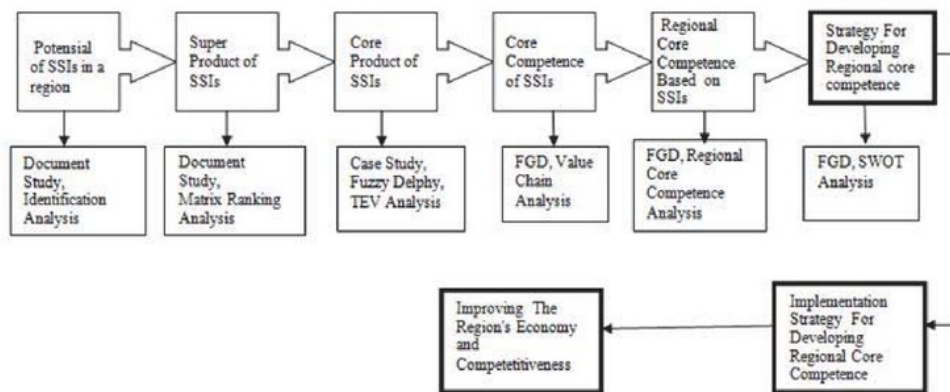 Potensial
of SSIs in a
region
Super
Product of
SSIs
Core
Product of
SSIs
Core
Competence
of SSIs
Regional
Core
Competence
Based on
SSIs
Strategy For
Developing
Regional core
competence
Document
Study,
Identification
Analysis
Document
Study,
Matrix Ranking
Analysis
Case Study,
Fuzzy Delphy,
TEV Analysis
FGD, Value
Chain
Analysis
FGD, Regional
Core
Competence
Analysis
FGD, SWOT
Analysis
Improving The
Region's Economy
and
Competetitiveness
Implementation
Strategy For
Developing
Regional Core
Competence